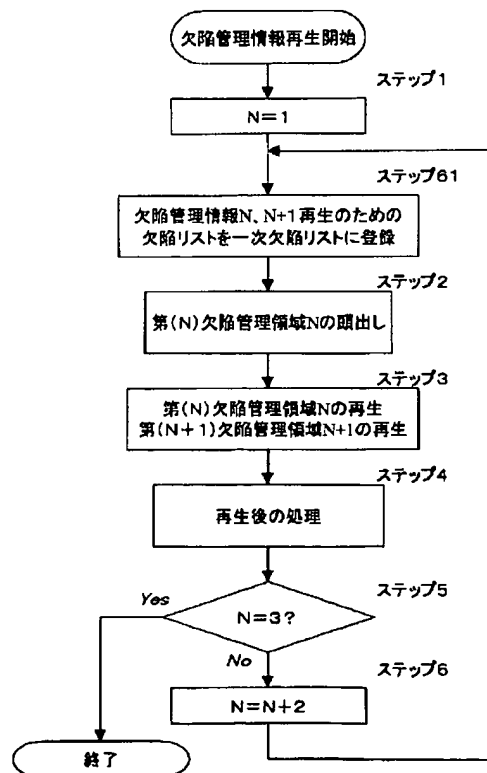 欠陥管理情報再生開始
ステップ1
N=1
ステップ61
欠陥管理情報N、N+1再生のための
欠陥リストを一次欠陥リストに登録
ステップ2
第(N)欠陥管理領域Nの頭出し
ステップ3
第(N)欠陥管理領域Nの再生
第(N+1)欠陥管理領域N+1の再生
ステップ4
再生後の処理
ステップ5
Yes
N=3?
No
ステップ6
N=N+2
終了